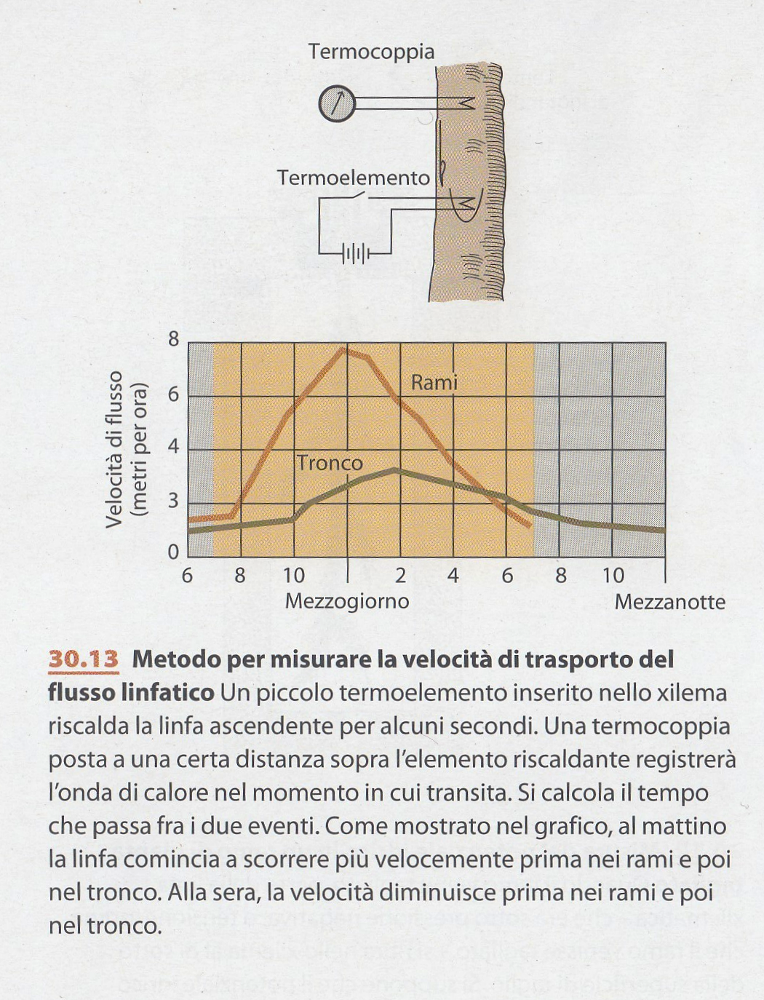 Termocoppia
Termoelemento
Velocità di flusso
(metri per ora)
8
6
4
3
0
Rami
Tronco
6 8 10 2 4 6 8 10
Mezzogiorno Mezzanotte
30.13 Metodo per misurare la velocità di trasporto del
flusso linfatico Un piccolo termoelemento inserito nello xilema
riscalda la linfa ascendente per alcuni secondi. Una termocoppia
posta a una certa distanza sopra l'elemento riscaldante registrerà
l'onda di calore nel momento in cui transita. Si calcola il tempo
che passa fra i due eventi. Come mostrato nel grafico, al mattino
la linfa comincia a scorrere più velocemente prima nei rami e poi
nel tronco. Alla sera, la velocità diminuisce prima nei rami e poi
nel tronco.